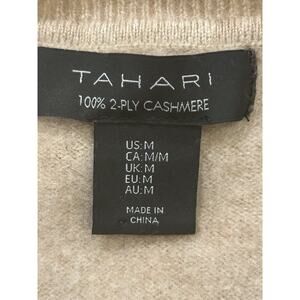 TAHARI
100% 2-PLY CASHMERE
US: M
CA: M/M
UK: M
EU: M
AU: M
MADE IN
CHINA